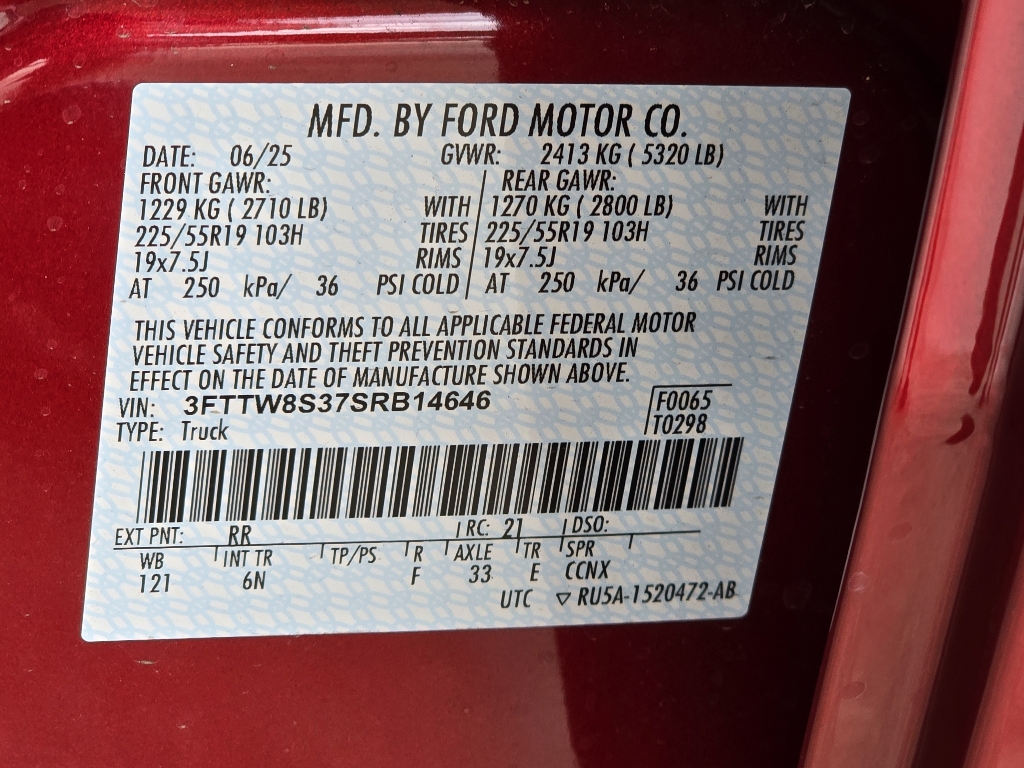 MFD. BY FORD MOTOR CO.
DATE: 06/25 GVWR: 2413 KG ( 5320 LB)
FRONT GAWR: REAR GAWR:
1229 KG ( 2710 LB) WITH 1270 KG ( 2800 LB) WITH
225/55R19 103H TIRES 225/55R19 103H TIRES
19x7.5J RIMS 19x7.5J RIMS
AT 250 kPa/ 36 PSI COLD AT 250 kPa/ 36 PSI COLD
THIS VEHICLE CONFORMS TO ALL APPLICABLE FEDERAL MOTOR
VEHICLE SAFETY AND THEFT PREVENTION STANDARDS IN
EFFECT ON THE DATE OF MANUFACTURE SHOWN ABOVE.
VIN: 3FTTW8S37SRB14646 F0065
TYPE: Truck T0298
EXT PNT: RR RC: 21 DSO:
WB INT TR TP/PS R AXLE TR SPR
121 6N F 33 E CCNX
UTC ▽ RU5A-1520472-AB